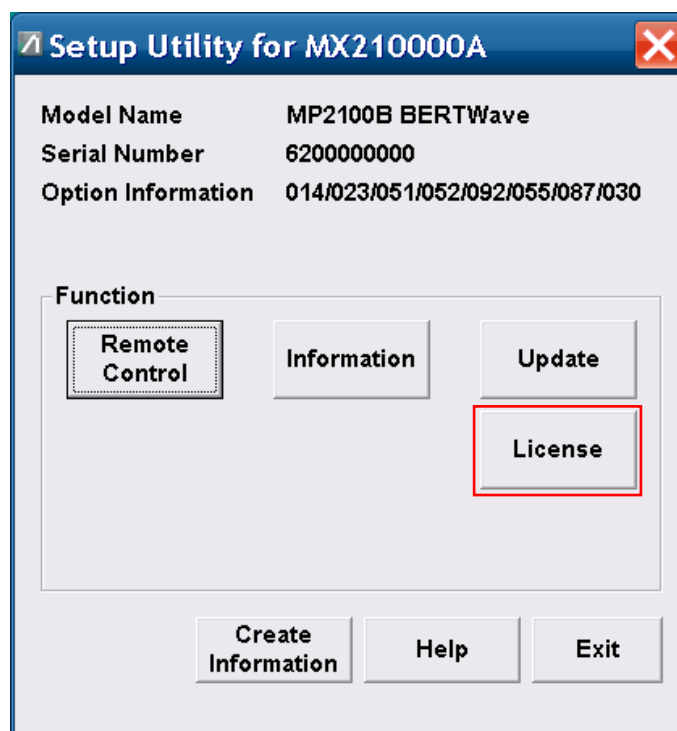 Setup Utility for MX210000A
Model Name MP2100B BERTWave
Serial Number 6200000000
Option Information 014/023/051/052/092/055/087/030
Function
Remote
Control
Information
Update
License
Create
Information
Help
Exit